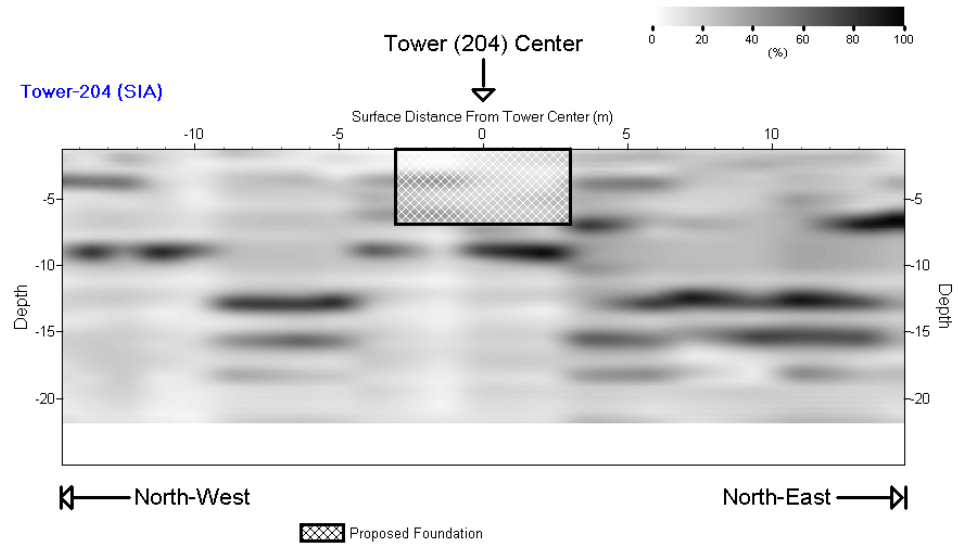 0 20 40 60 80 100
(%)
Tower (204) Center
Tower-204 (SIA)
Surface Distance From Tower Center (m)
-10 -5 0 5 10
-5 -5
-10 -10
Depth Depth
-15 -15
-20 -20
North-West North-East
Proposed Foundation